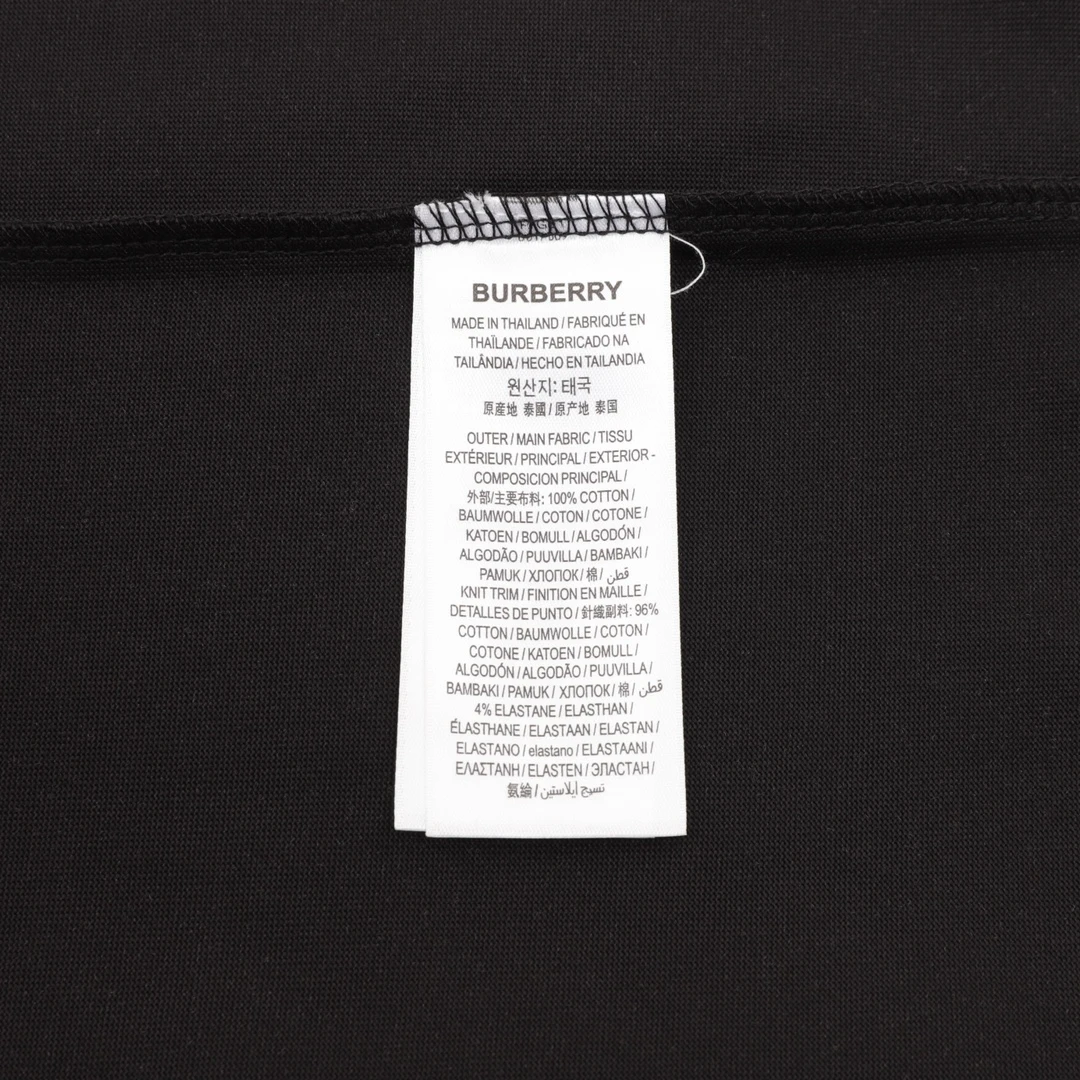 BURBERRY
MADE IN THAILAND / FABRIQUÉ EN
THAÏLANDE / FABRICADO NA
TAILÂNDIA / HECHO EN TAILANDIA
원산지: 태국
原産地 泰國 / 原产地 泰国
OUTER / MAIN FABRIC / TISSU
EXTÉRIEUR / PRINCIPAL / EXTERIOR -
COMPOSICION PRINCIPAL /
外部/主要布料: 100% COTTON /
BAUMWOLLE / COTON / COTONE /
KATOEN / BOMULL / ALGODÓN /
ALGODÃO / PUUVILLA / BAMBAKI /
PAMUK / ХЛОПОК / 棉 / قطن
KNIT TRIM / FINITION EN MAILLE /
DETALLES DE PUNTO / 針織副料: 96%
COTTON / BAUMWOLLE / COTON /
COTONE / KATOEN / BOMULL /
ALGODÓN / ALGODÃO / PUUVILLA /
BAMBAKI / PAMUK / ХЛОПОК / 棉 / قطن
4% ELASTANE / ELASTHAN /
ÉLASTHANE / ELASTAAN / ELASTAN /
ELASTANO / elastano / ELASTAANI /
ΕΛΑΣΤΑΝΗ / ELASTEN / ЭЛАСТАН /
氨綸 / نسيج إيلاستين